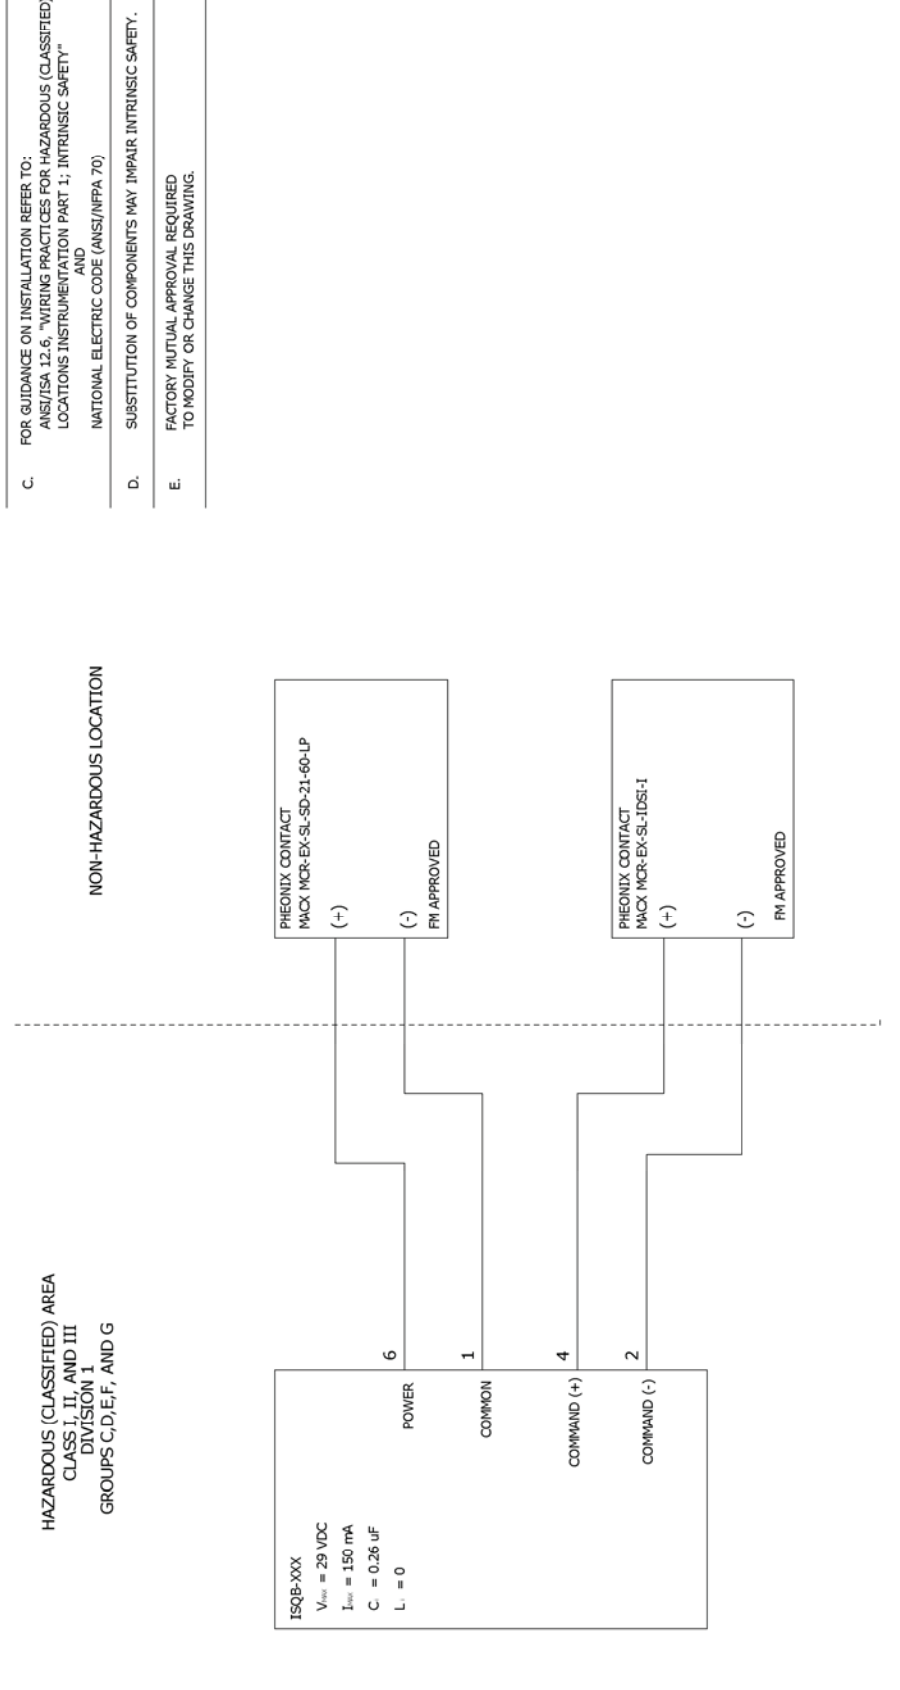 HAZARDOUS (CLASSIFIED) AREA
CLASS I, II, AND III
DIVISION 1
GROUPS C,D,E,F, AND G
NON-HAZARDOUS LOCATION
C. FOR GUIDANCE ON INSTALLATION REFER TO:
ANSI/ISA 12.6, "WIRING PRACTICES FOR HAZARDOUS (CLASSIFIED)
LOCATIONS INSTRUMENTATION PART 1; INTRINSIC SAFETY"
AND
NATIONAL ELECTRIC CODE (ANSI/NFPA 70)
D. SUBSTITUTION OF COMPONENTS MAY IMPAIR INTRINSIC SAFETY.
E. FACTORY MUTUAL APPROVAL REQUIRED
TO MODIFY OR CHANGE THIS DRAWING.
ISQB-XXX
VMAX = 29 VDC
IMAX = 150 mA
Ci = 0.26 uF
Li = 0
POWER 6
COMMON 1
COMMAND (+) 4
COMMAND (-) 2
PHEONIX CONTACT
MACX MCR-EX-SL-SD-21-60-LP
(+)
(-)
FM APPROVED
PHEONIX CONTACT
MACX MCR-EX-SL-IDSI-I
(+)
(-)
FM APPROVED